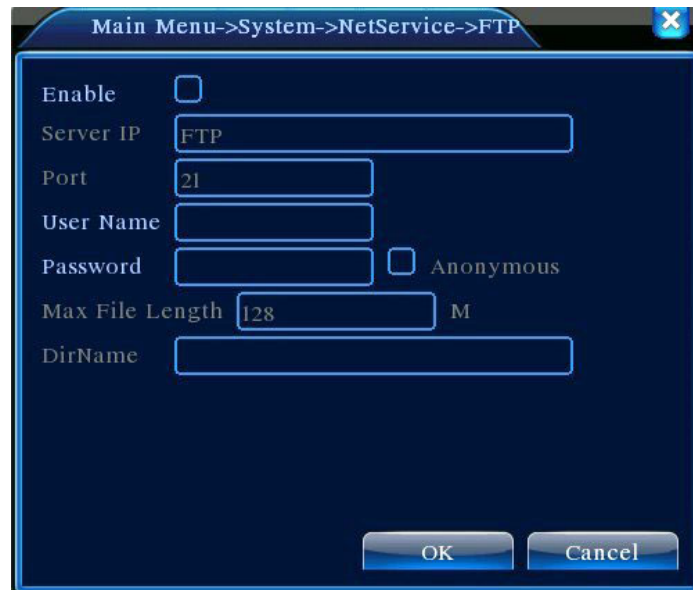 Main Menu->System->NetService->FTP
Enable
Server IP FTP
Port 21
User Name
Password Anonymous
Max File Length 128 M
DirName
OK Cancel